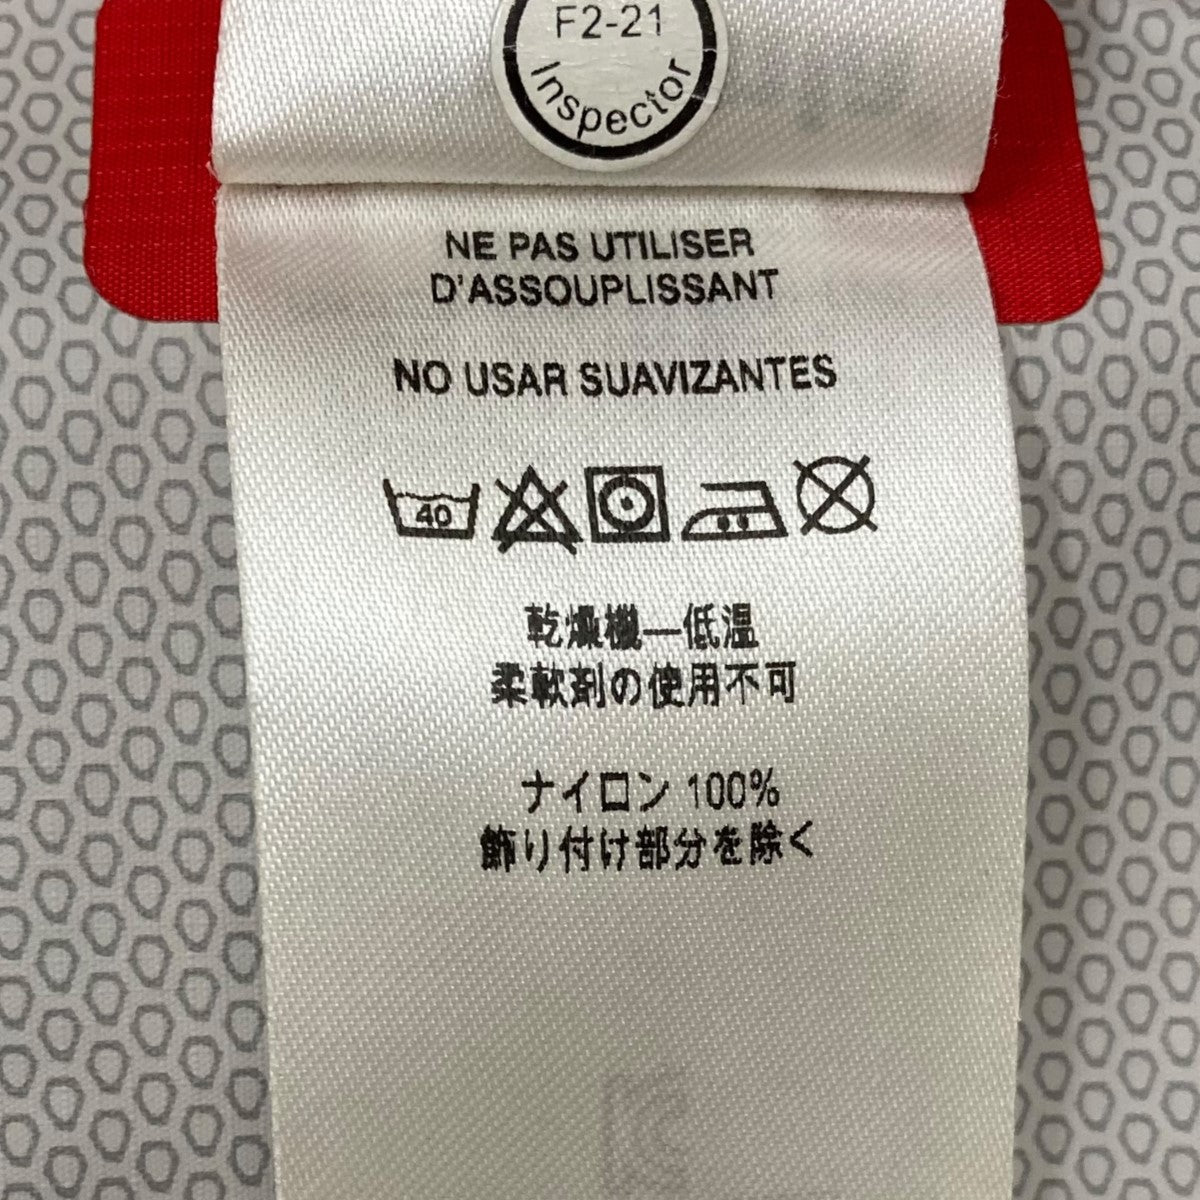 F2-21
Inspector
NE PAS UTILISER
D'ASSOUPLISSANT
NO USAR SUAVIZANTES
40
乾燥機—低温
柔軟剤の使用不可
ナイロン 100%
飾り付け部分を除く